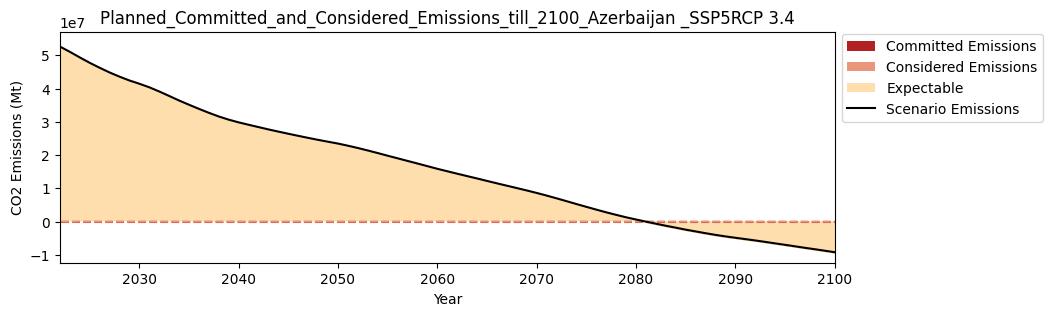 Planned_Committed_and_Considered_Emissions_till_2100_Azerbaijan _SSP5RCP 3.4
1e7
5
4
3
2
1
0
−1
CO2 Emissions (Mt)
2030 2040 2050 2060 2070 2080 2090 2100
Year
Committed Emissions
Considered Emissions
Expectable
Scenario Emissions